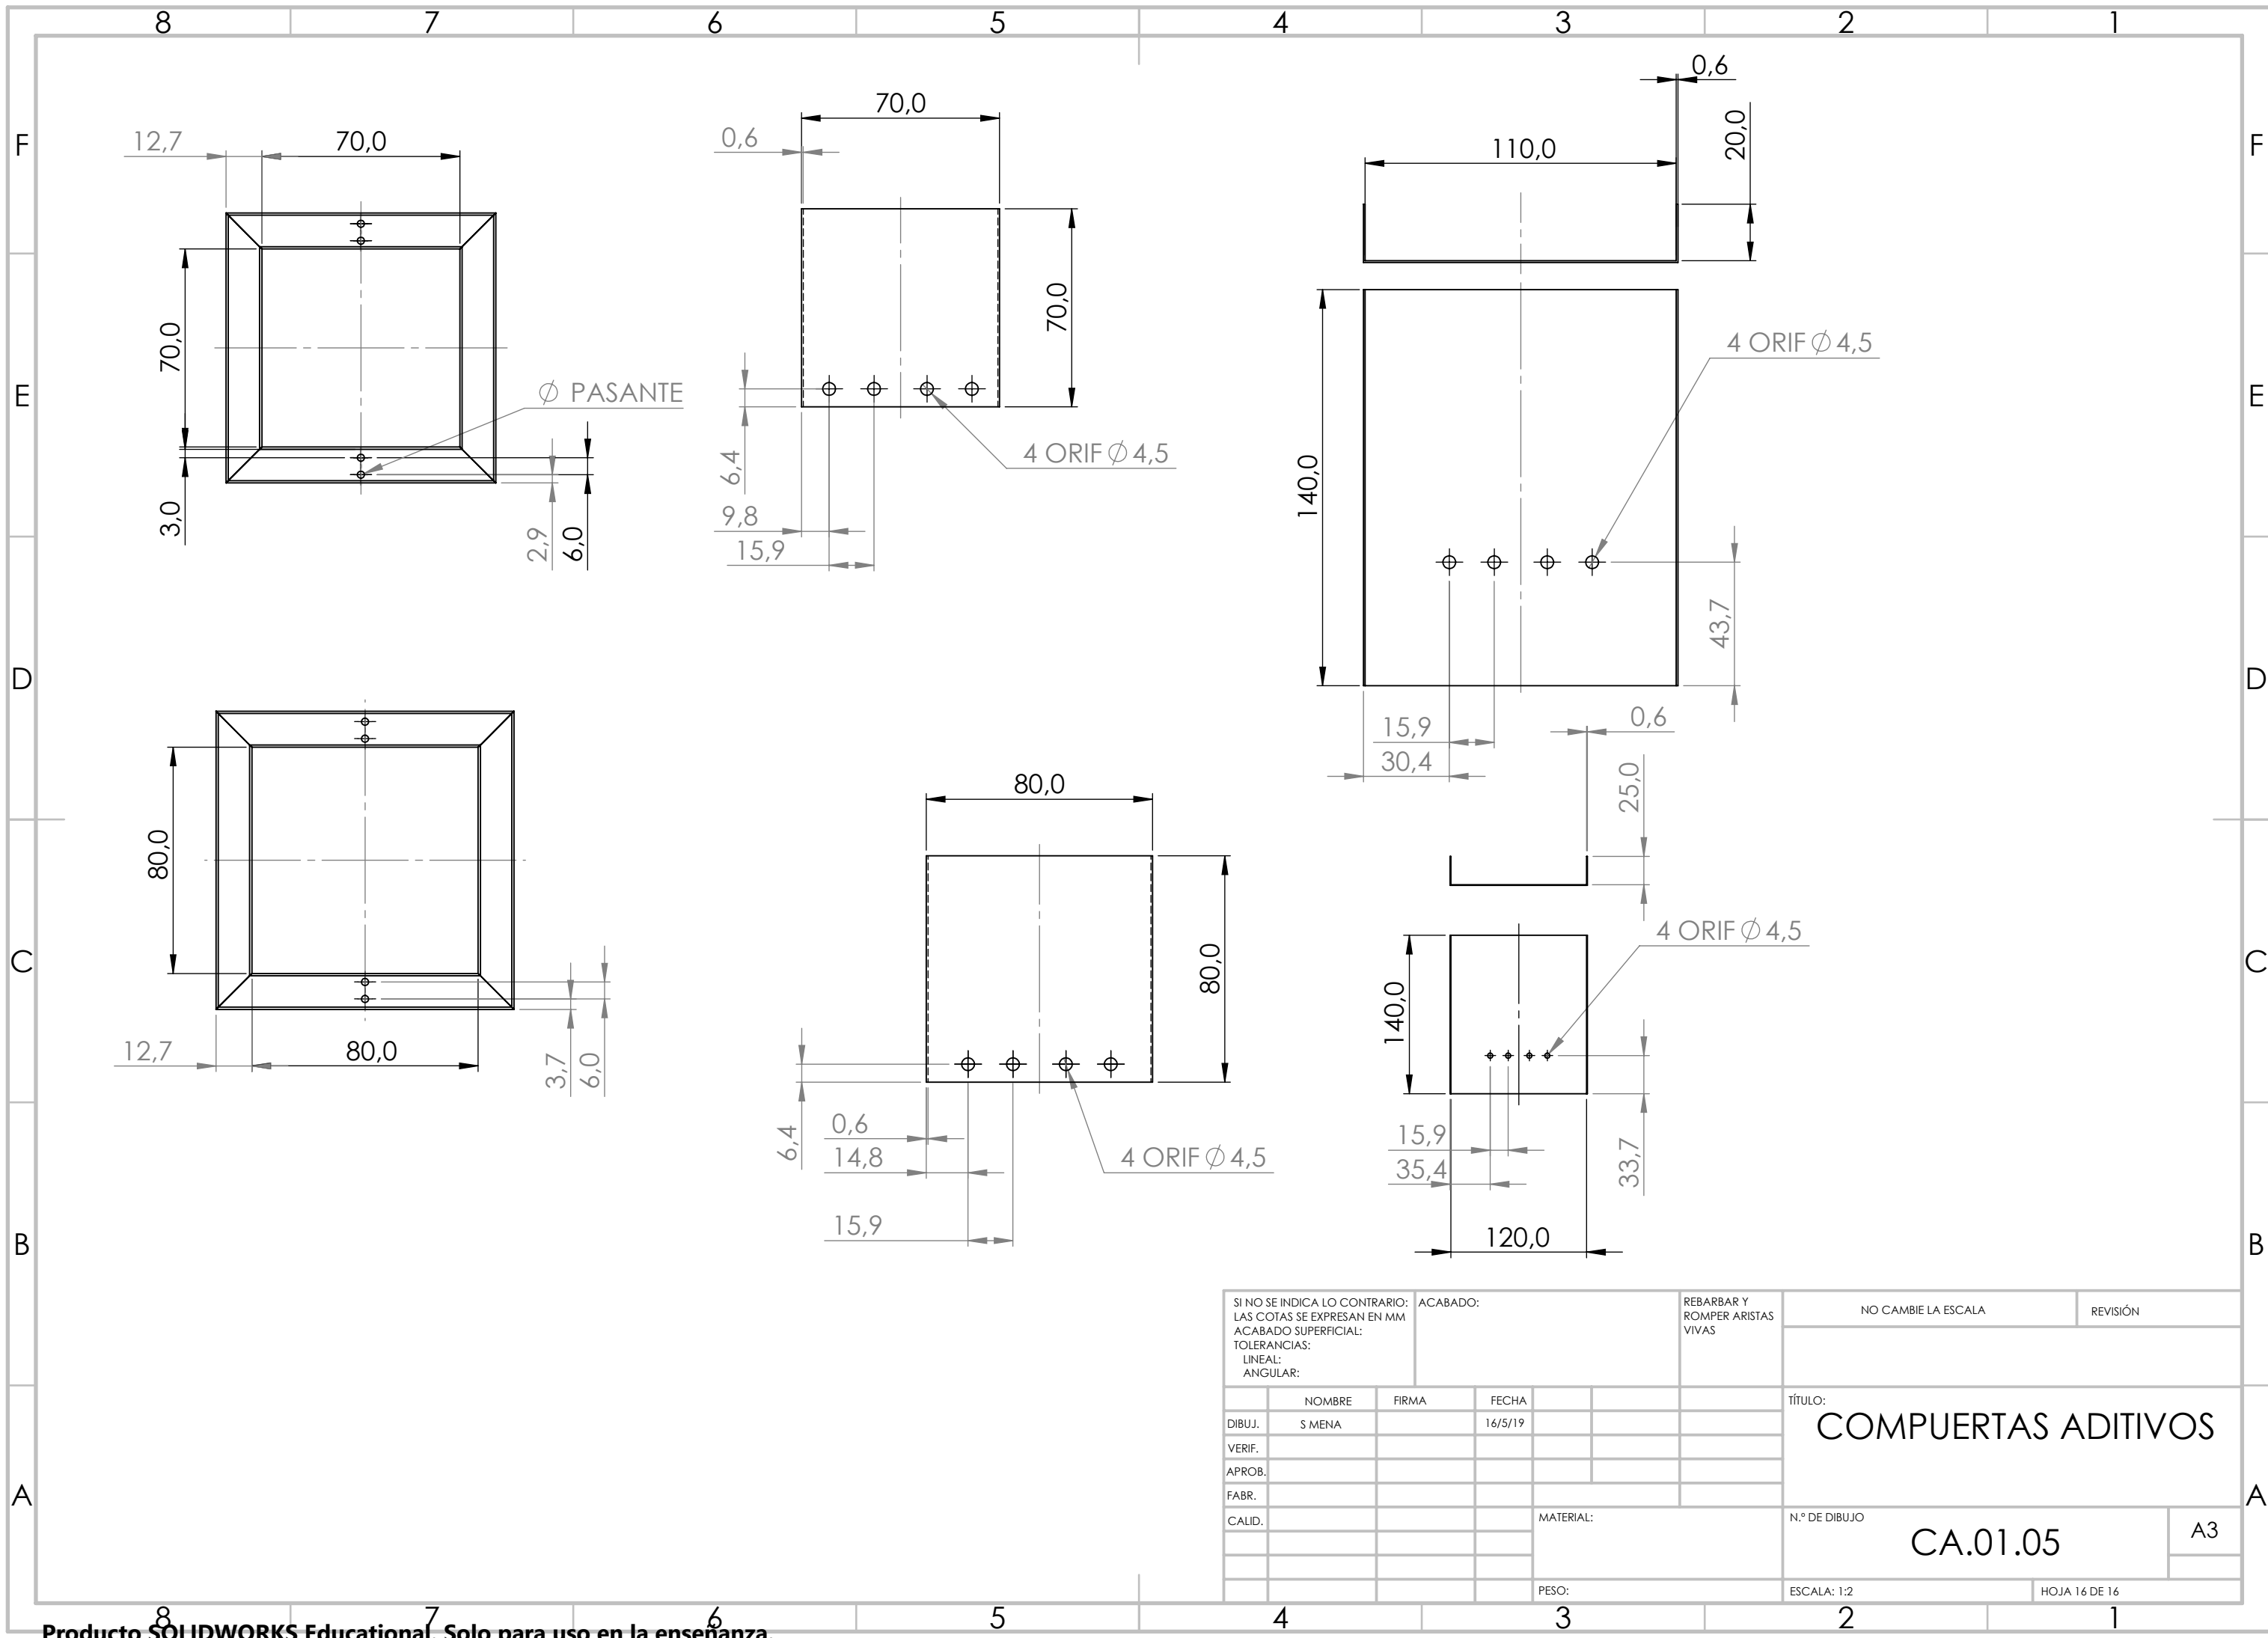 8 7 6 5 4 3 2 1
F F
E E
D D
C C
B B
A A
12,7
70,0
70,0
3,0
Ø PASANTE
2,9
6,0
70,0
0,6
70,0
6,4
9,8
15,9
4 ORIF Ø 4,5
0,6
20,0
110,0
140,0
4 ORIF Ø 4,5
43,7
15,9
30,4
80,0
12,7
80,0
3,7
6,0
80,0
80,0
6,4
0,6
14,8
15,9
4 ORIF Ø 4,5
0,6
25,0
140,0
4 ORIF Ø 4,5
15,9
35,4
33,7
120,0
SI NO SE INDICA LO CONTRARIO:
LAS COTAS SE EXPRESAN EN MM
ACABADO SUPERFICIAL:
TOLERANCIAS:
LINEAL:
ANGULAR:
ACABADO:
REBARBAR Y
ROMPER ARISTAS
VIVAS
NO CAMBIE LA ESCALA
REVISIÓN
NOMBRE FIRMA FECHA
DIBUJ. S MENA 16/5/19
VERIF.
APROB.
FABR.
CALID.
TÍTULO:
COMPUERTAS ADITIVOS
MATERIAL:
N.º DE DIBUJO
CA.01.05
A3
PESO:
ESCALA: 1:2
HOJA 16 DE 16
8 7 6 5 4 3 2 1
Producto SOLIDWORKS Educational. Solo para uso en la enseñanza.